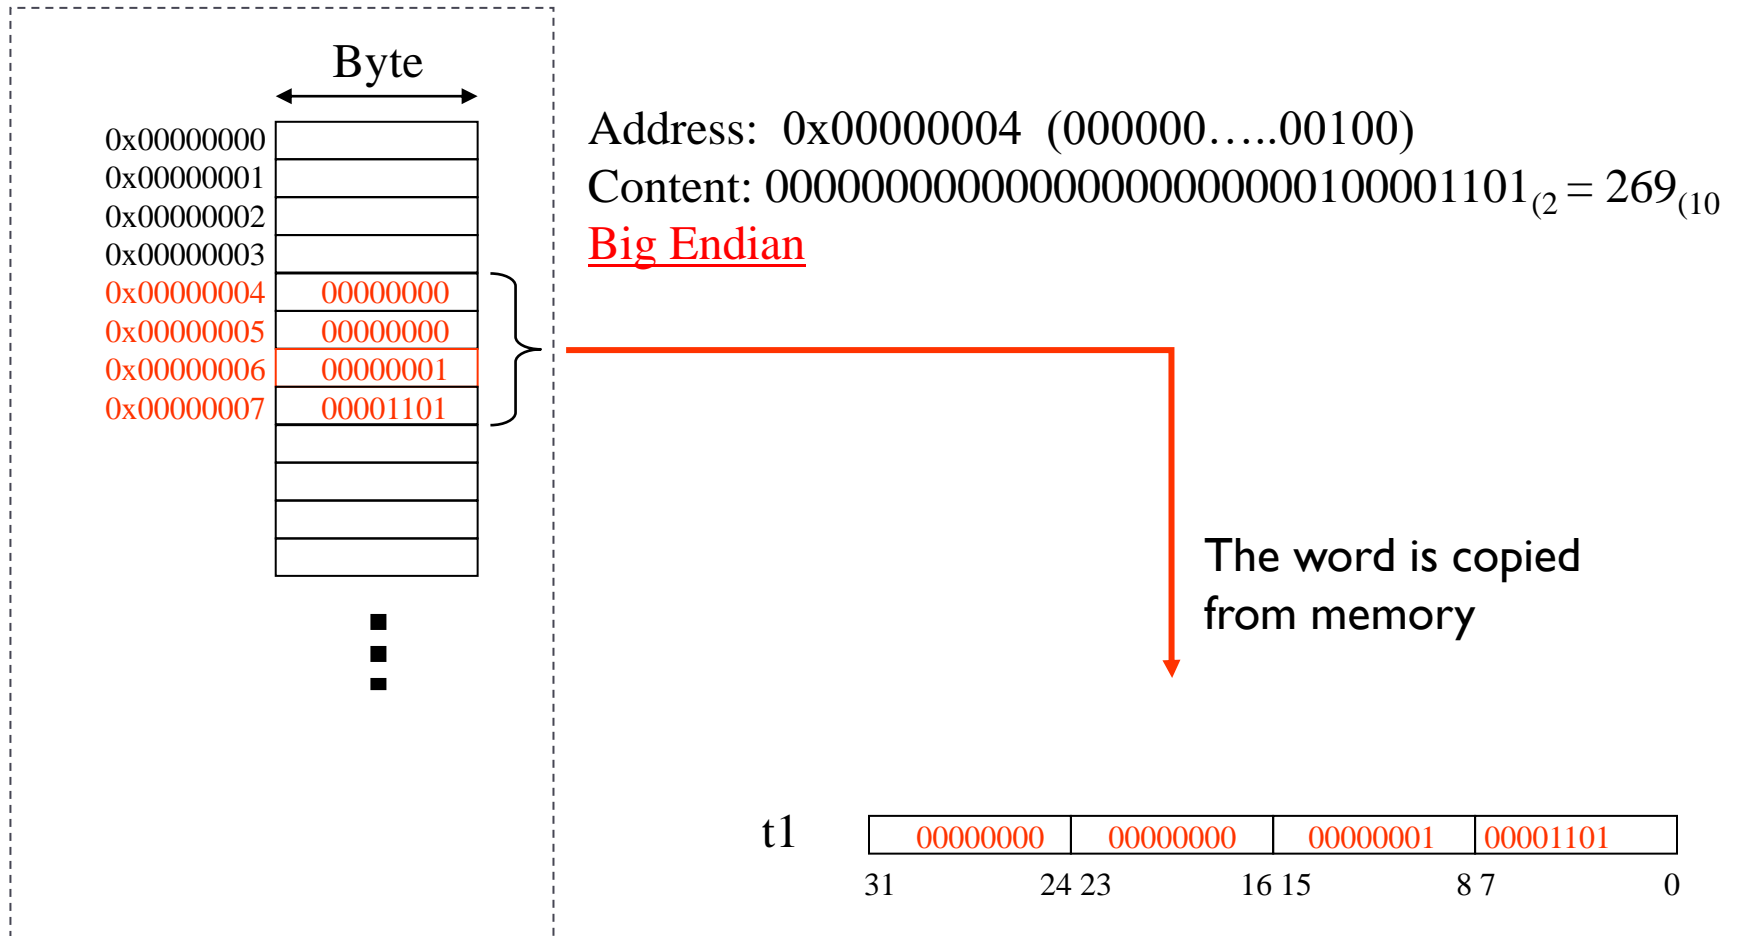 Byte
0x00000000
0x00000001
0x00000002
0x00000003
0x00000004 00000000
0x00000005 00000000
0x00000006 00000001
0x00000007 00001101
Address: 0x00000004 (000000…..00100)
Content: 00000000000000000000000100001101(2 = 269(10
Big Endian
The word is copied
from memory
t1 00000000 00000000 00000001 00001101
31 24 23 16 15 8 7 0